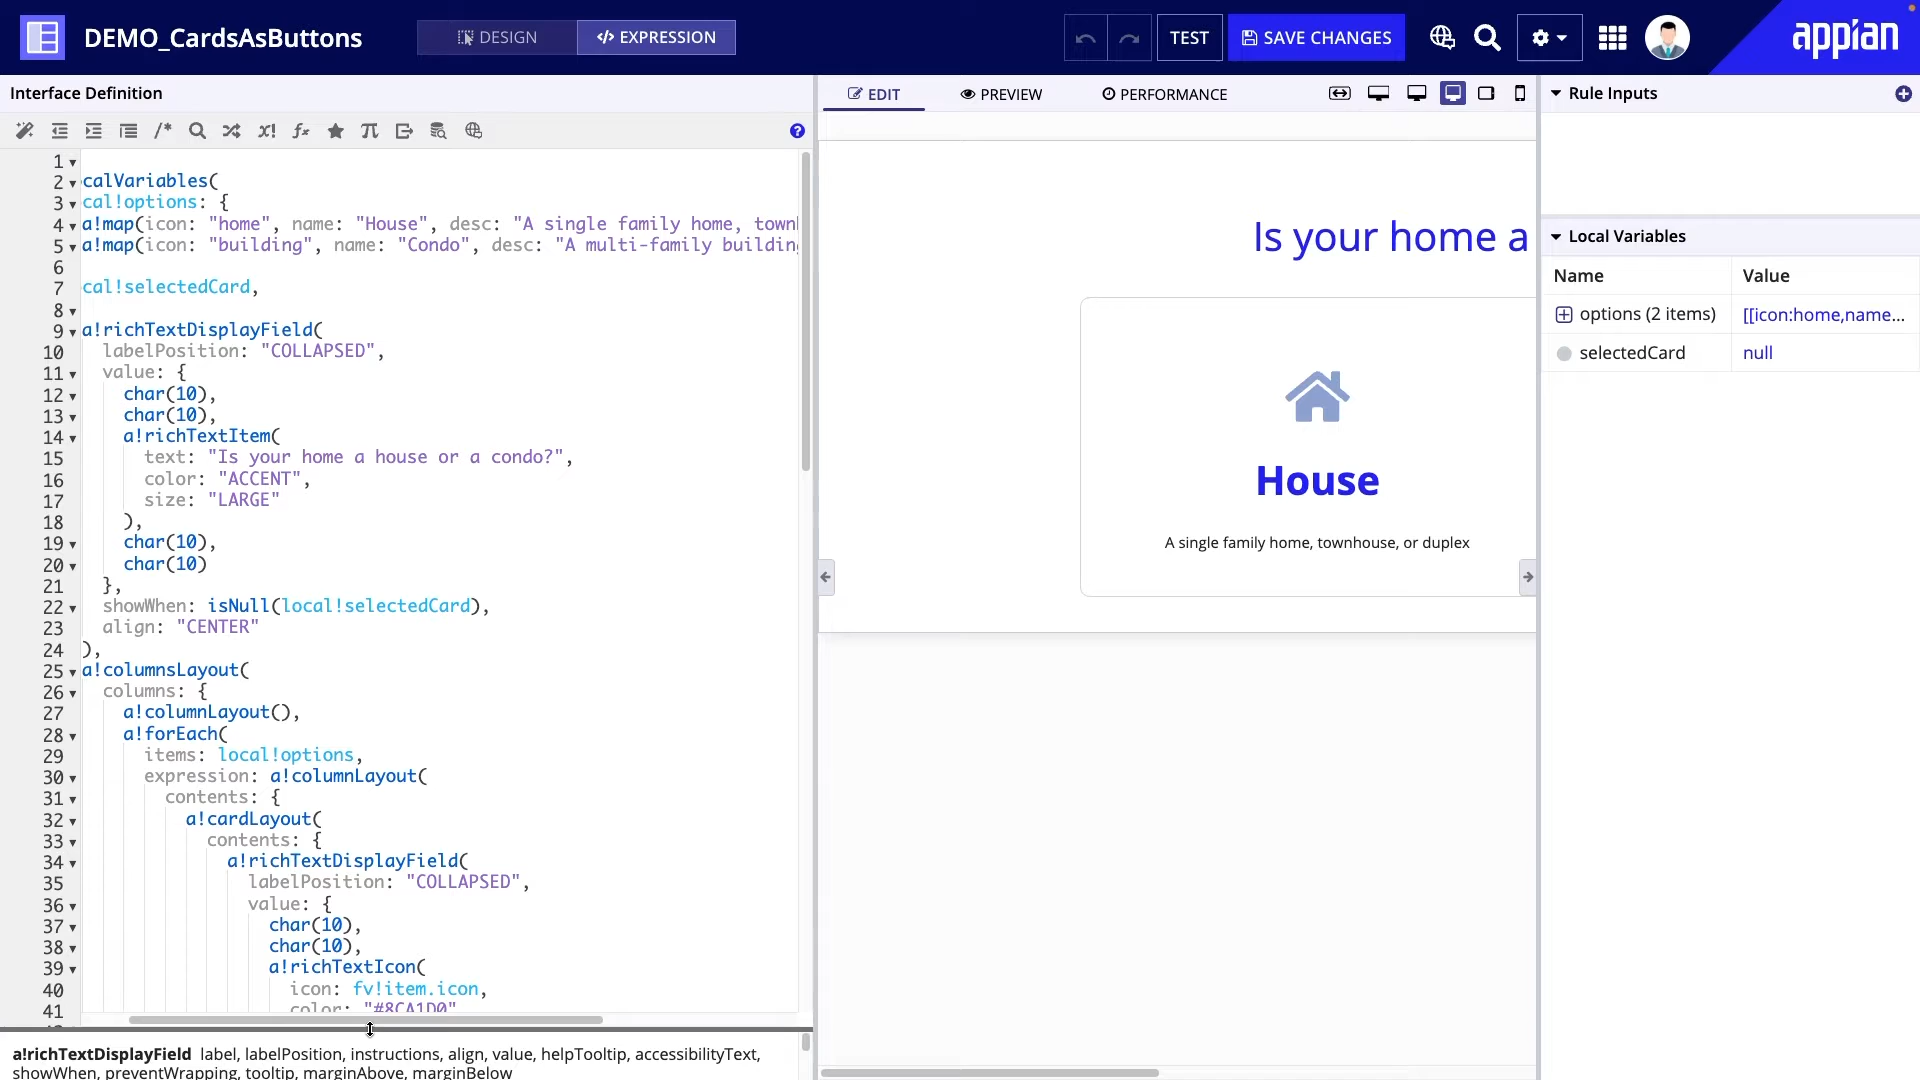 DEMO_CardsAsButtons
DESIGN
</> EXPRESSION
TEST
SAVE CHANGES
appian
Interface Definition
EDIT
PREVIEW
PERFORMANCE
Rule Inputs
/*
x!
fx
π
?
1
2 calVariables(
3 cal!options: {
4 a!map(icon: "home", name: "House", desc: "A single family home, town
5 a!map(icon: "building", name: "Condo", desc: "A multi-family building
6
7 cal!selectedCard,
8
9 a!richTextDisplayField(
10 labelPosition: "COLLAPSED",
11 value: {
12 char(10),
13 char(10),
14 a!richTextItem(
15 text: "Is your home a house or a condo?",
16 color: "ACCENT",
17 size: "LARGE"
18 ),
19 char(10),
20 char(10)
21 },
22 showWhen: isNull(local!selectedCard),
23 align: "CENTER"
24 ),
25 a!columnsLayout(
26 columns: {
27 a!columnLayout(),
28 a!forEach(
29 items: local!options,
30 expression: a!columnLayout(
31 contents: {
32 a!cardLayout(
33 contents: {
34 a!richTextDisplayField(
35 labelPosition: "COLLAPSED",
36 value: {
37 char(10),
38 char(10),
39 a!richTextIcon(
40 icon: fv!item.icon,
41 color: "#8CA1D0"
a!richTextDisplayField label, labelPosition, instructions, align, value, helpTooltip, accessibilityText,
showWhen, preventWrapping, tooltip, marginAbove, marginBelow
Is your home a
House
A single family home, townhouse, or duplex
Local Variables
Name Value
options (2 items) [[icon:home,name...
selectedCard null